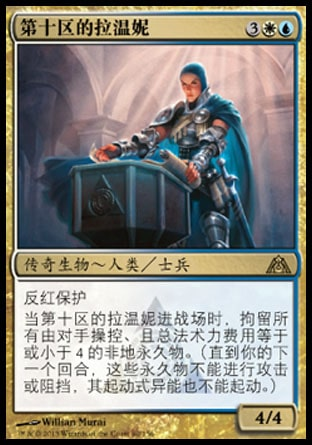 第十区的拉温妮 3
传奇生物～人类／士兵
反红保护
当第十区的拉温妮进战场时，拘留所
有由对手操控、且总法术力费用等于
或小于 4 的非地永久物。（直到你的下
一个回合，这些永久物不能进行攻击
或阻挡，其起动式异能也不能起动。）
Willian Murai
4/4